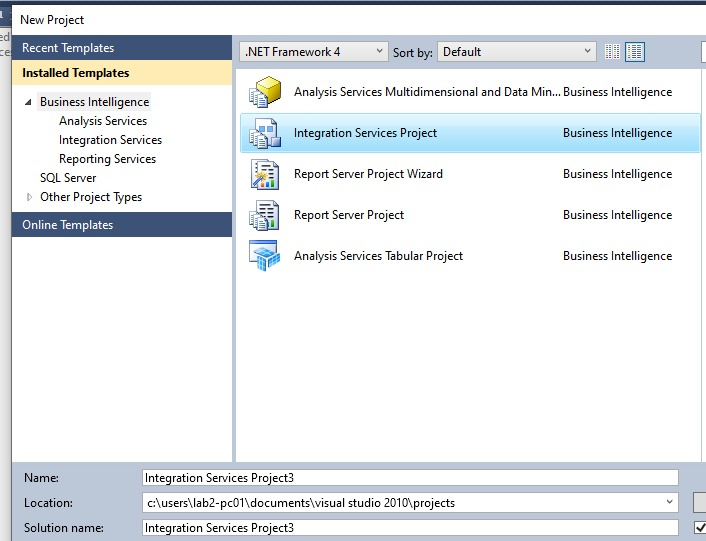 New Project
Recent Templates
Installed Templates
Business Intelligence
Analysis Services
Integration Services
Reporting Services
SQL Server
Other Project Types
Online Templates
.NET Framework 4 Sort by: Default
Analysis Services Multidimensional and Data Min... Business Intelligence
Integration Services Project Business Intelligence
Report Server Project Wizard Business Intelligence
Report Server Project Business Intelligence
Analysis Services Tabular Project Business Intelligence
Name: Integration Services Project3
Location: c:\users\lab2-pc01\documents\visual studio 2010\projects
Solution name: Integration Services Project3